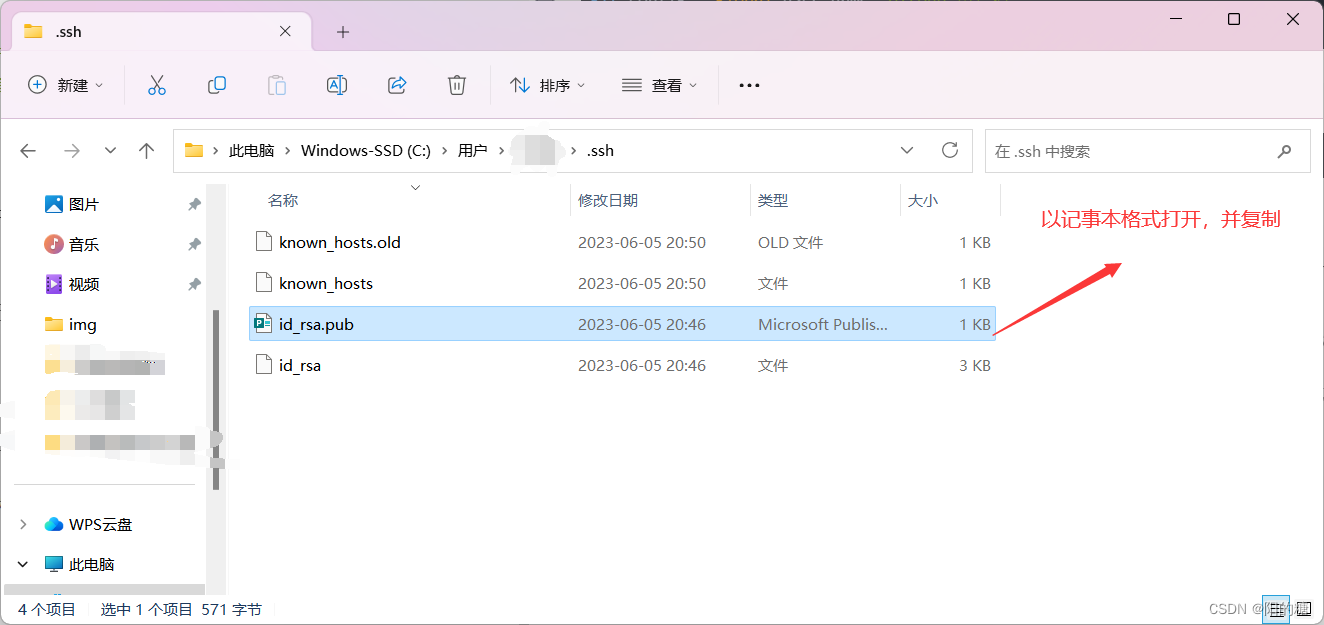 .ssh
新建
排序
查看
此电脑
Windows-SSD (C:)
用户
.ssh
在 .ssh 中搜索
图片
音乐
视频
img
WPS云盘
此电脑
名称 修改日期 类型 大小
known_hosts.old 2023-06-05 20:50 OLD 文件 1 KB
known_hosts 2023-06-05 20:50 文件 1 KB
id_rsa.pub 2023-06-05 20:46 Microsoft Publis... 1 KB
id_rsa 2023-06-05 20:46 文件 3 KB
以记事本格式打开，并复制
4 个项目 选中 1 个项目 571 字节
CSDN